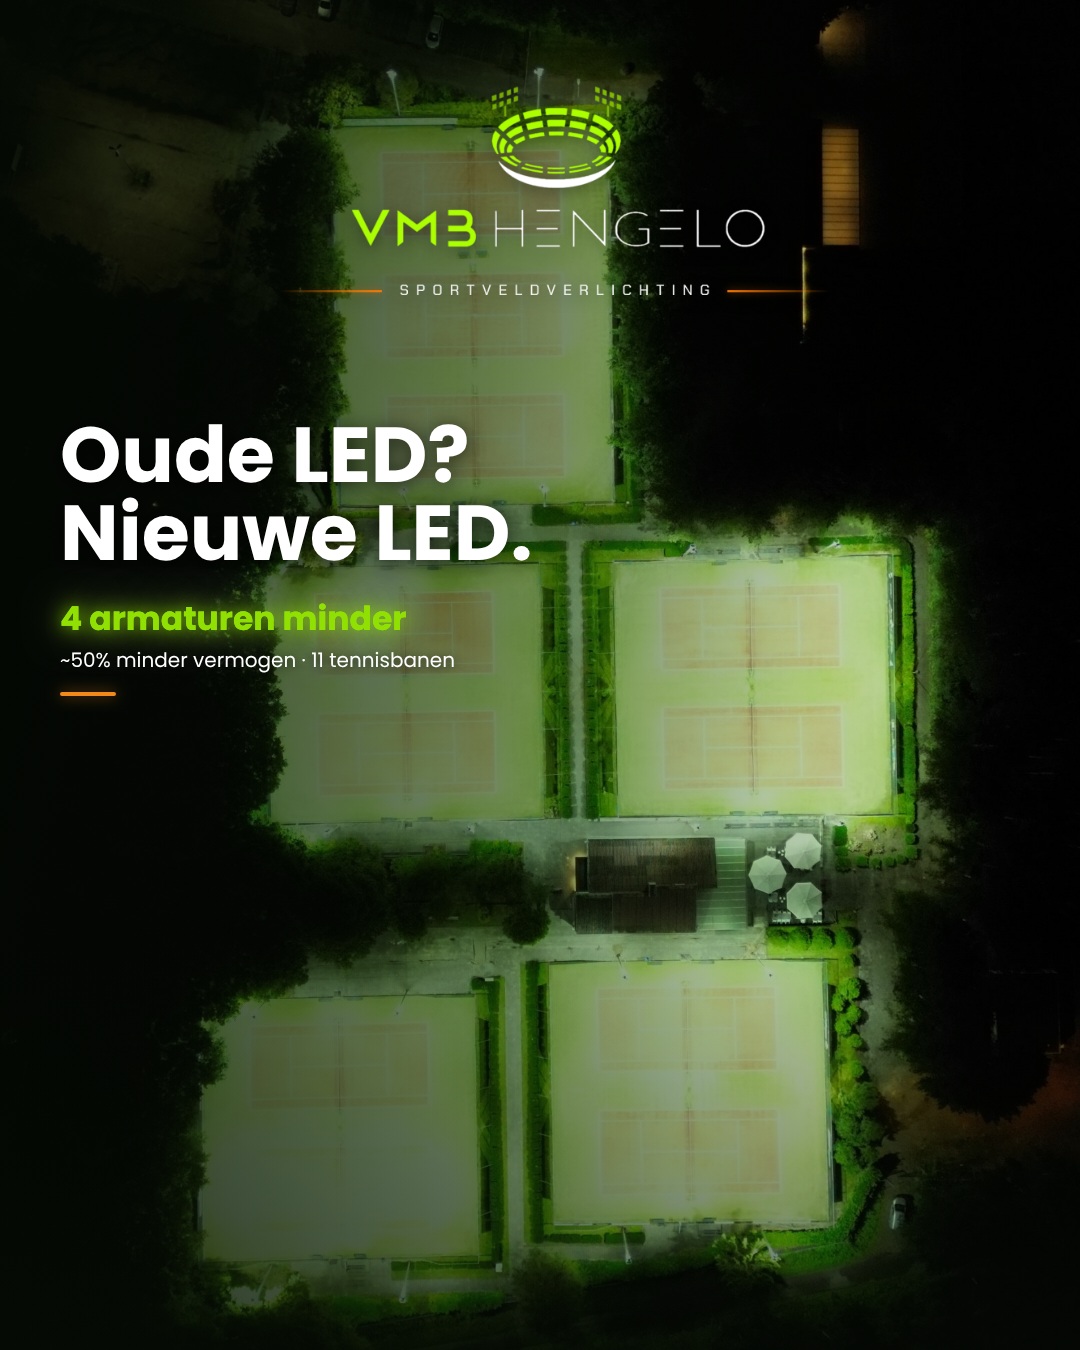 VMB HENGELO
SPORTVELDVERLICHTING
Oude LED?
Nieuwe LED.
4 armaturen minder
~50% minder vermogen · 11 tennisbanen